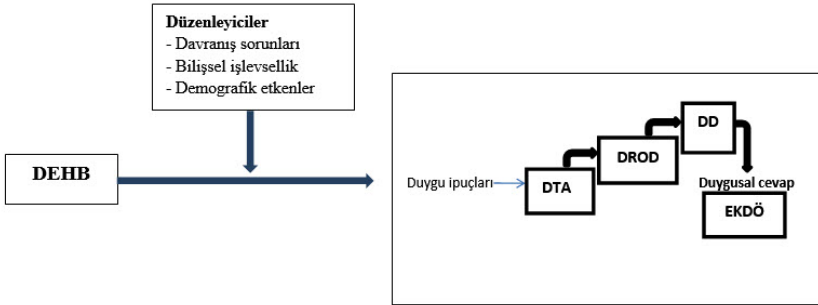 Düzenleyiciler
- Davranış sorunları
- Bilişsel işlevsellik
- Demografik etkenler
DEHB
Duygu ipuçları
DTA
DROD
DD
Duygusal cevap
EKDÖ